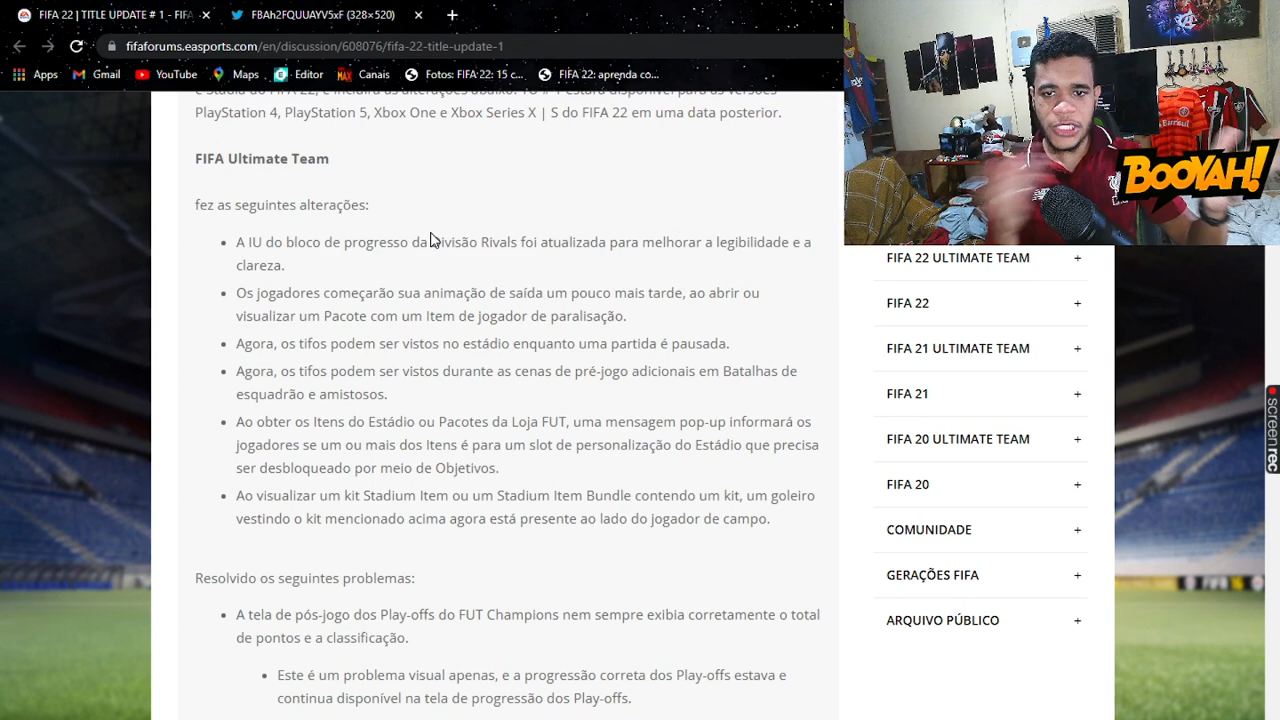 FIFA 22 | TITLE UPDATE # 1 - FIFA
FBAh2FQUUAYV5xF (328×520)
fifaforums.easports.com/en/discussion/608076/fifa-22-title-update-1
Apps
Gmail
YouTube
Maps
Editor
Canais
Fotos: FIFA 22: 15 c...
FIFA 22: aprenda co...
PlayStation 4, PlayStation 5, Xbox One e Xbox Series X | S do FIFA 22 em uma data posterior.
FIFA Ultimate Team
fez as seguintes alterações:
A IU do bloco de progresso da Divisão Rivals foi atualizada para melhorar a legibilidade e a
clareza.
Os jogadores começarão sua animação de saída um pouco mais tarde, ao abrir ou
visualizar um Pacote com um Item de jogador de paralisação.
Agora, os tifos podem ser vistos no estádio enquanto uma partida é pausada.
Agora, os tifos podem ser vistos durante as cenas de pré-jogo adicionais em Batalhas de
esquadrão e amistosos.
Ao obter os Itens do Estádio ou Pacotes da Loja FUT, uma mensagem pop-up informará os
jogadores se um ou mais dos Itens é para um slot de personalização do Estádio que precisa
ser desbloqueado por meio de Objetivos.
Ao visualizar um kit Stadium Item ou um Stadium Item Bundle contendo um kit, um goleiro
vestindo o kit mencionado acima agora está presente ao lado do jogador de campo.
Resolvido os seguintes problemas:
A tela de pós-jogo dos Play-offs do FUT Champions nem sempre exibia corretamente o total
de pontos e a classificação.
Este é um problema visual apenas, e a progressão correta dos Play-offs estava e
continua disponível na tela de progressão dos Play-offs.
BOOYAH!
FIFA 22 ULTIMATE TEAM +
FIFA 22 +
FIFA 21 ULTIMATE TEAM +
FIFA 21 +
FIFA 20 ULTIMATE TEAM +
FIFA 20 +
COMUNIDADE +
GERAÇÕES FIFA +
ARQUIVO PÚBLICO +
screenrec